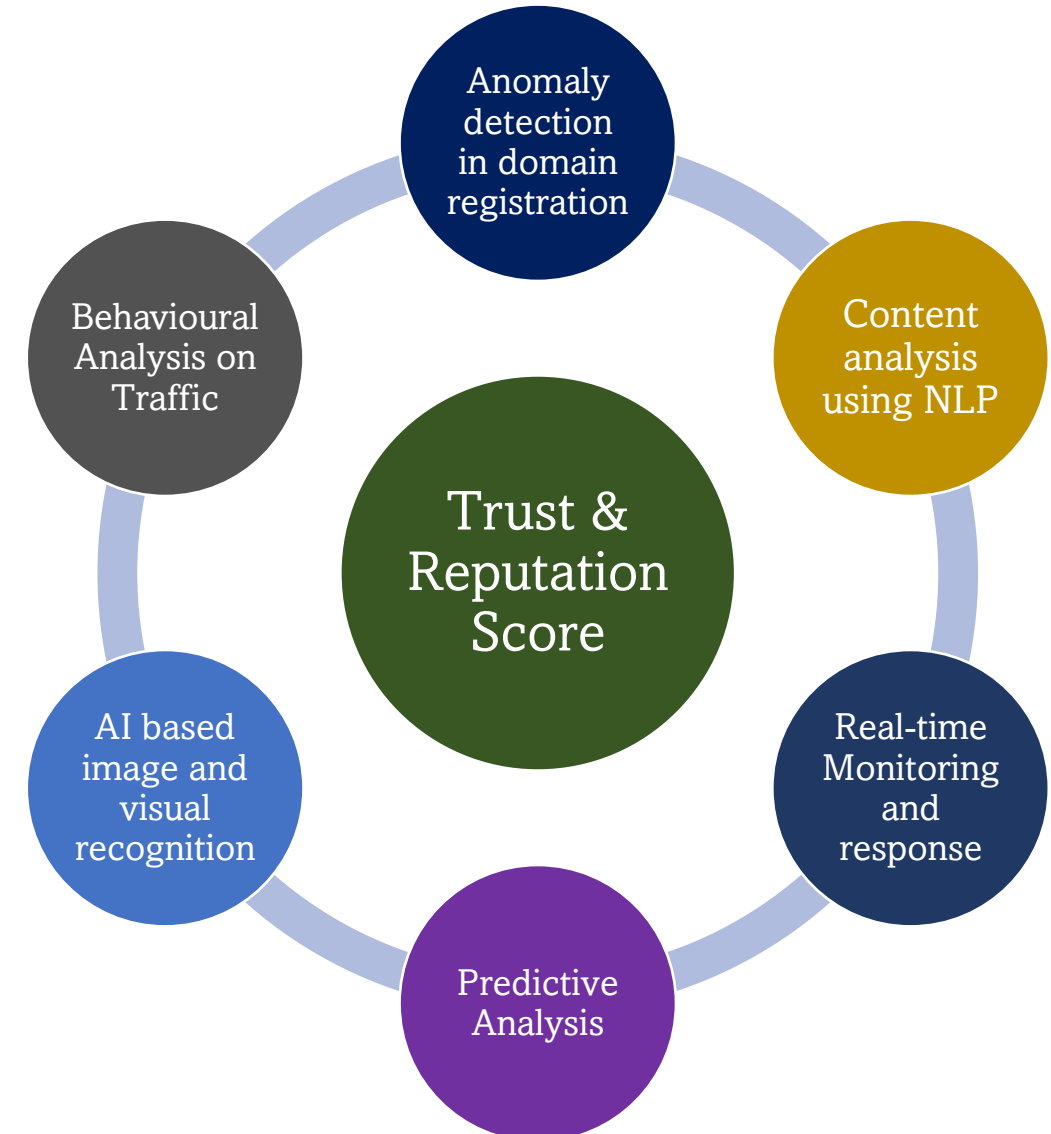 Anomaly
detection
in domain
registration
Content
analysis
using NLP
Real-time
Monitoring
and
response
Predictive
Analysis
AI based
image and
visual
recognition
Behavioural
Analysis on
Traffic
Trust &
Reputation
Score